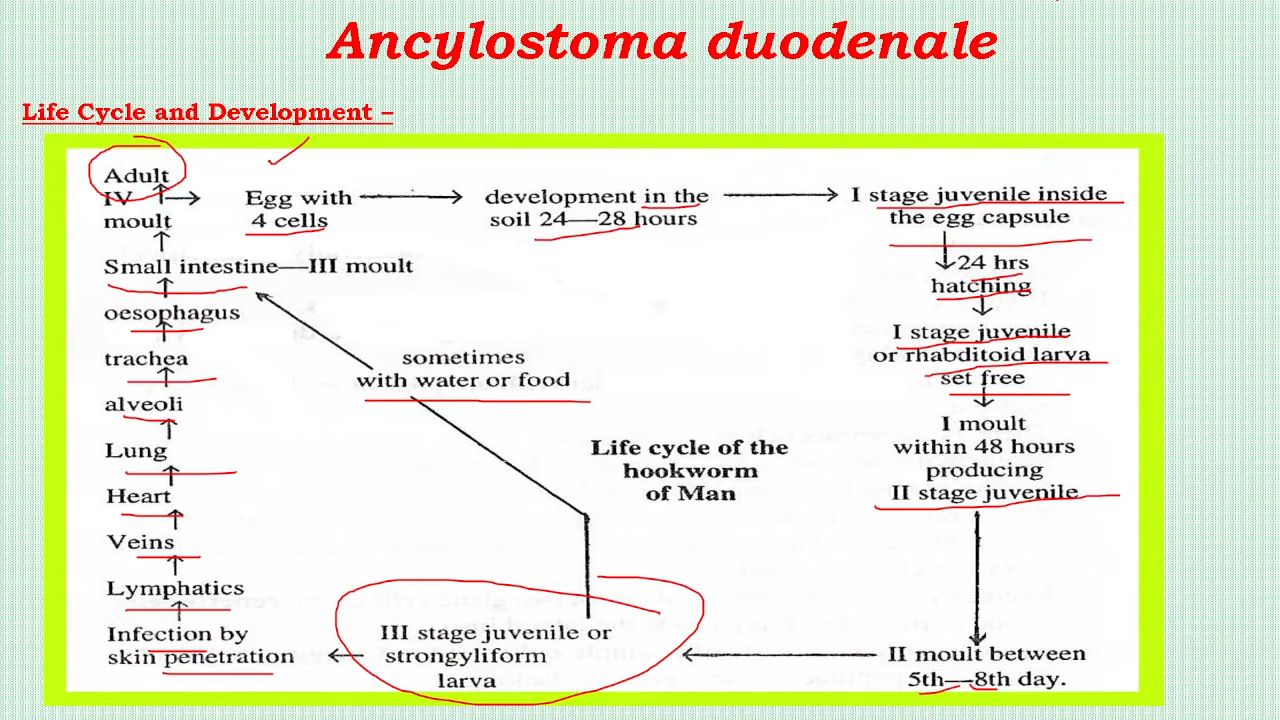 Ancylostoma duodenale
Life Cycle and Development –
Adult
IV
moult
Egg with
4 cells
development in the
soil 24—28 hours
I stage juvenile inside
the egg capsule
24 hrs
hatching
I stage juvenile
or rhabditoid larva
set free
I moult
within 48 hours
producing
II stage juvenile
II moult between
5th—8th day.
III stage juvenile or
strongyliform
larva
sometimes
with water or food
Life cycle of the
hookworm
of Man
Small intestine—III moult
oesophagus
trachea
alveoli
Lung
Heart
Veins
Lymphatics
Infection by
skin penetration